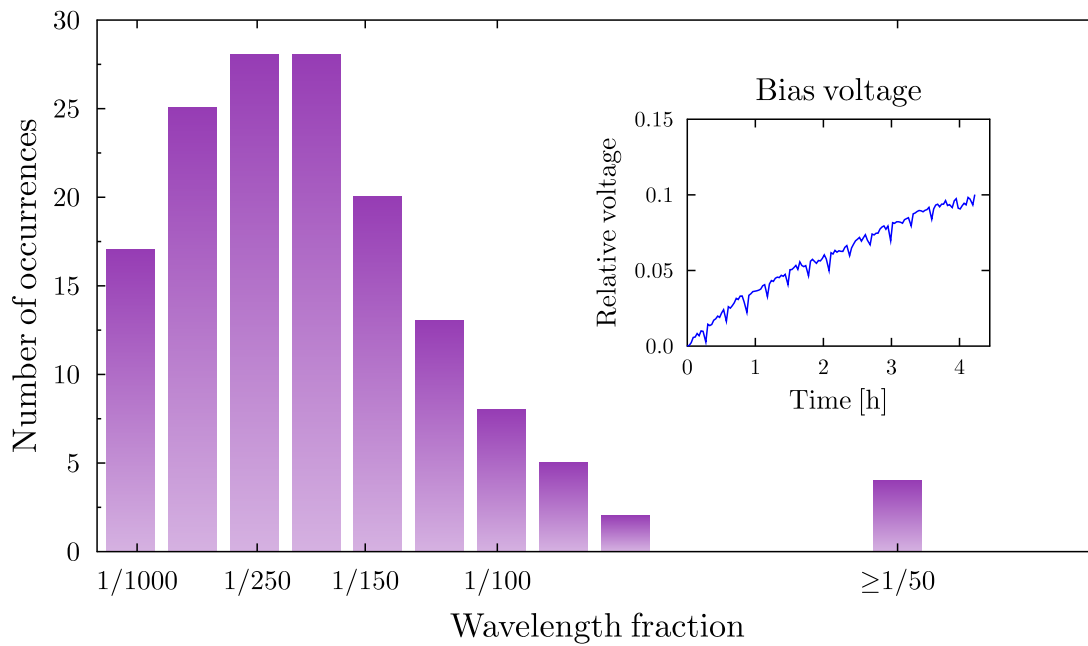 30
25
20
15
10
5
0
Number of occurrences
1/1000 1/250 1/150 1/100 ≥1/50
Wavelength fraction
Bias voltage
0.15
0.1
0.05
0.0
Relative voltage
0 1 2 3 4
Time [h]